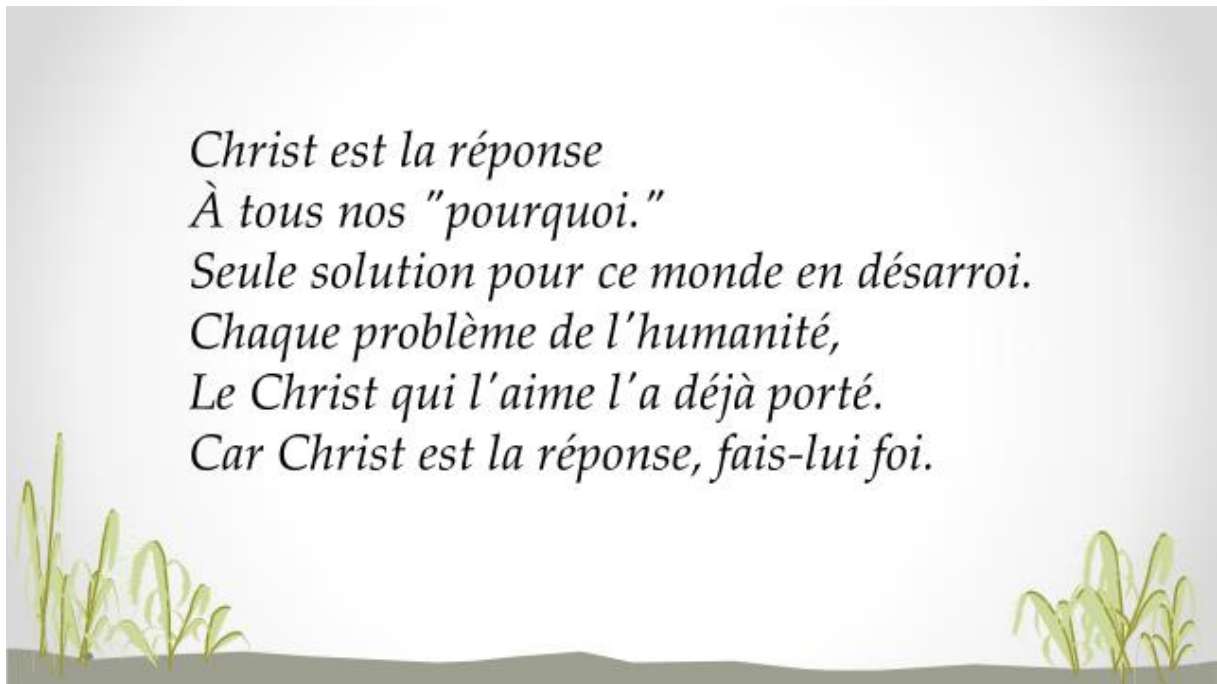 Christ est la réponse
À tous nos "pourquoi."
Seule solution pour ce monde en désarroi.
Chaque problème de l'humanité,
Le Christ qui l'aime l'a déjà porté.
Car Christ est la réponse, fais-lui foi.